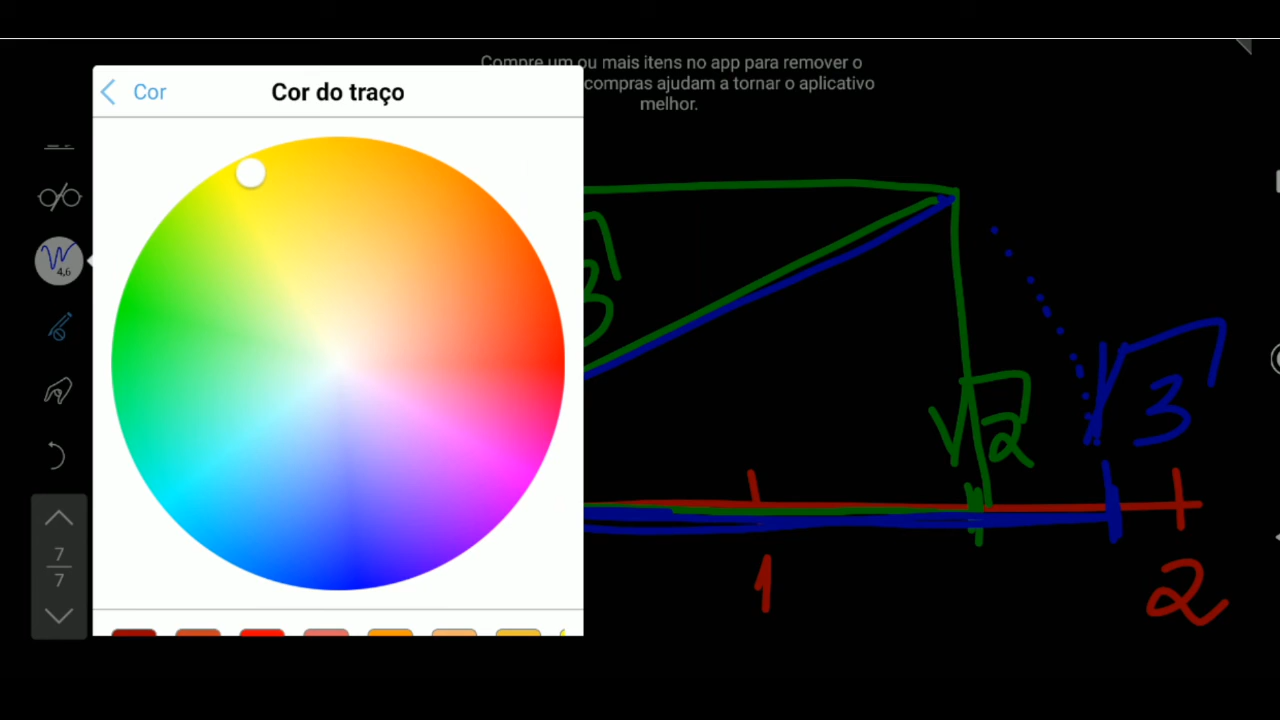 Compre um ou mais itens no app para remover o
compras ajudam a tornar o aplicativo
melhor.
Cor
Cor do traço
4,6
7
7
3
√2
√3
1
2